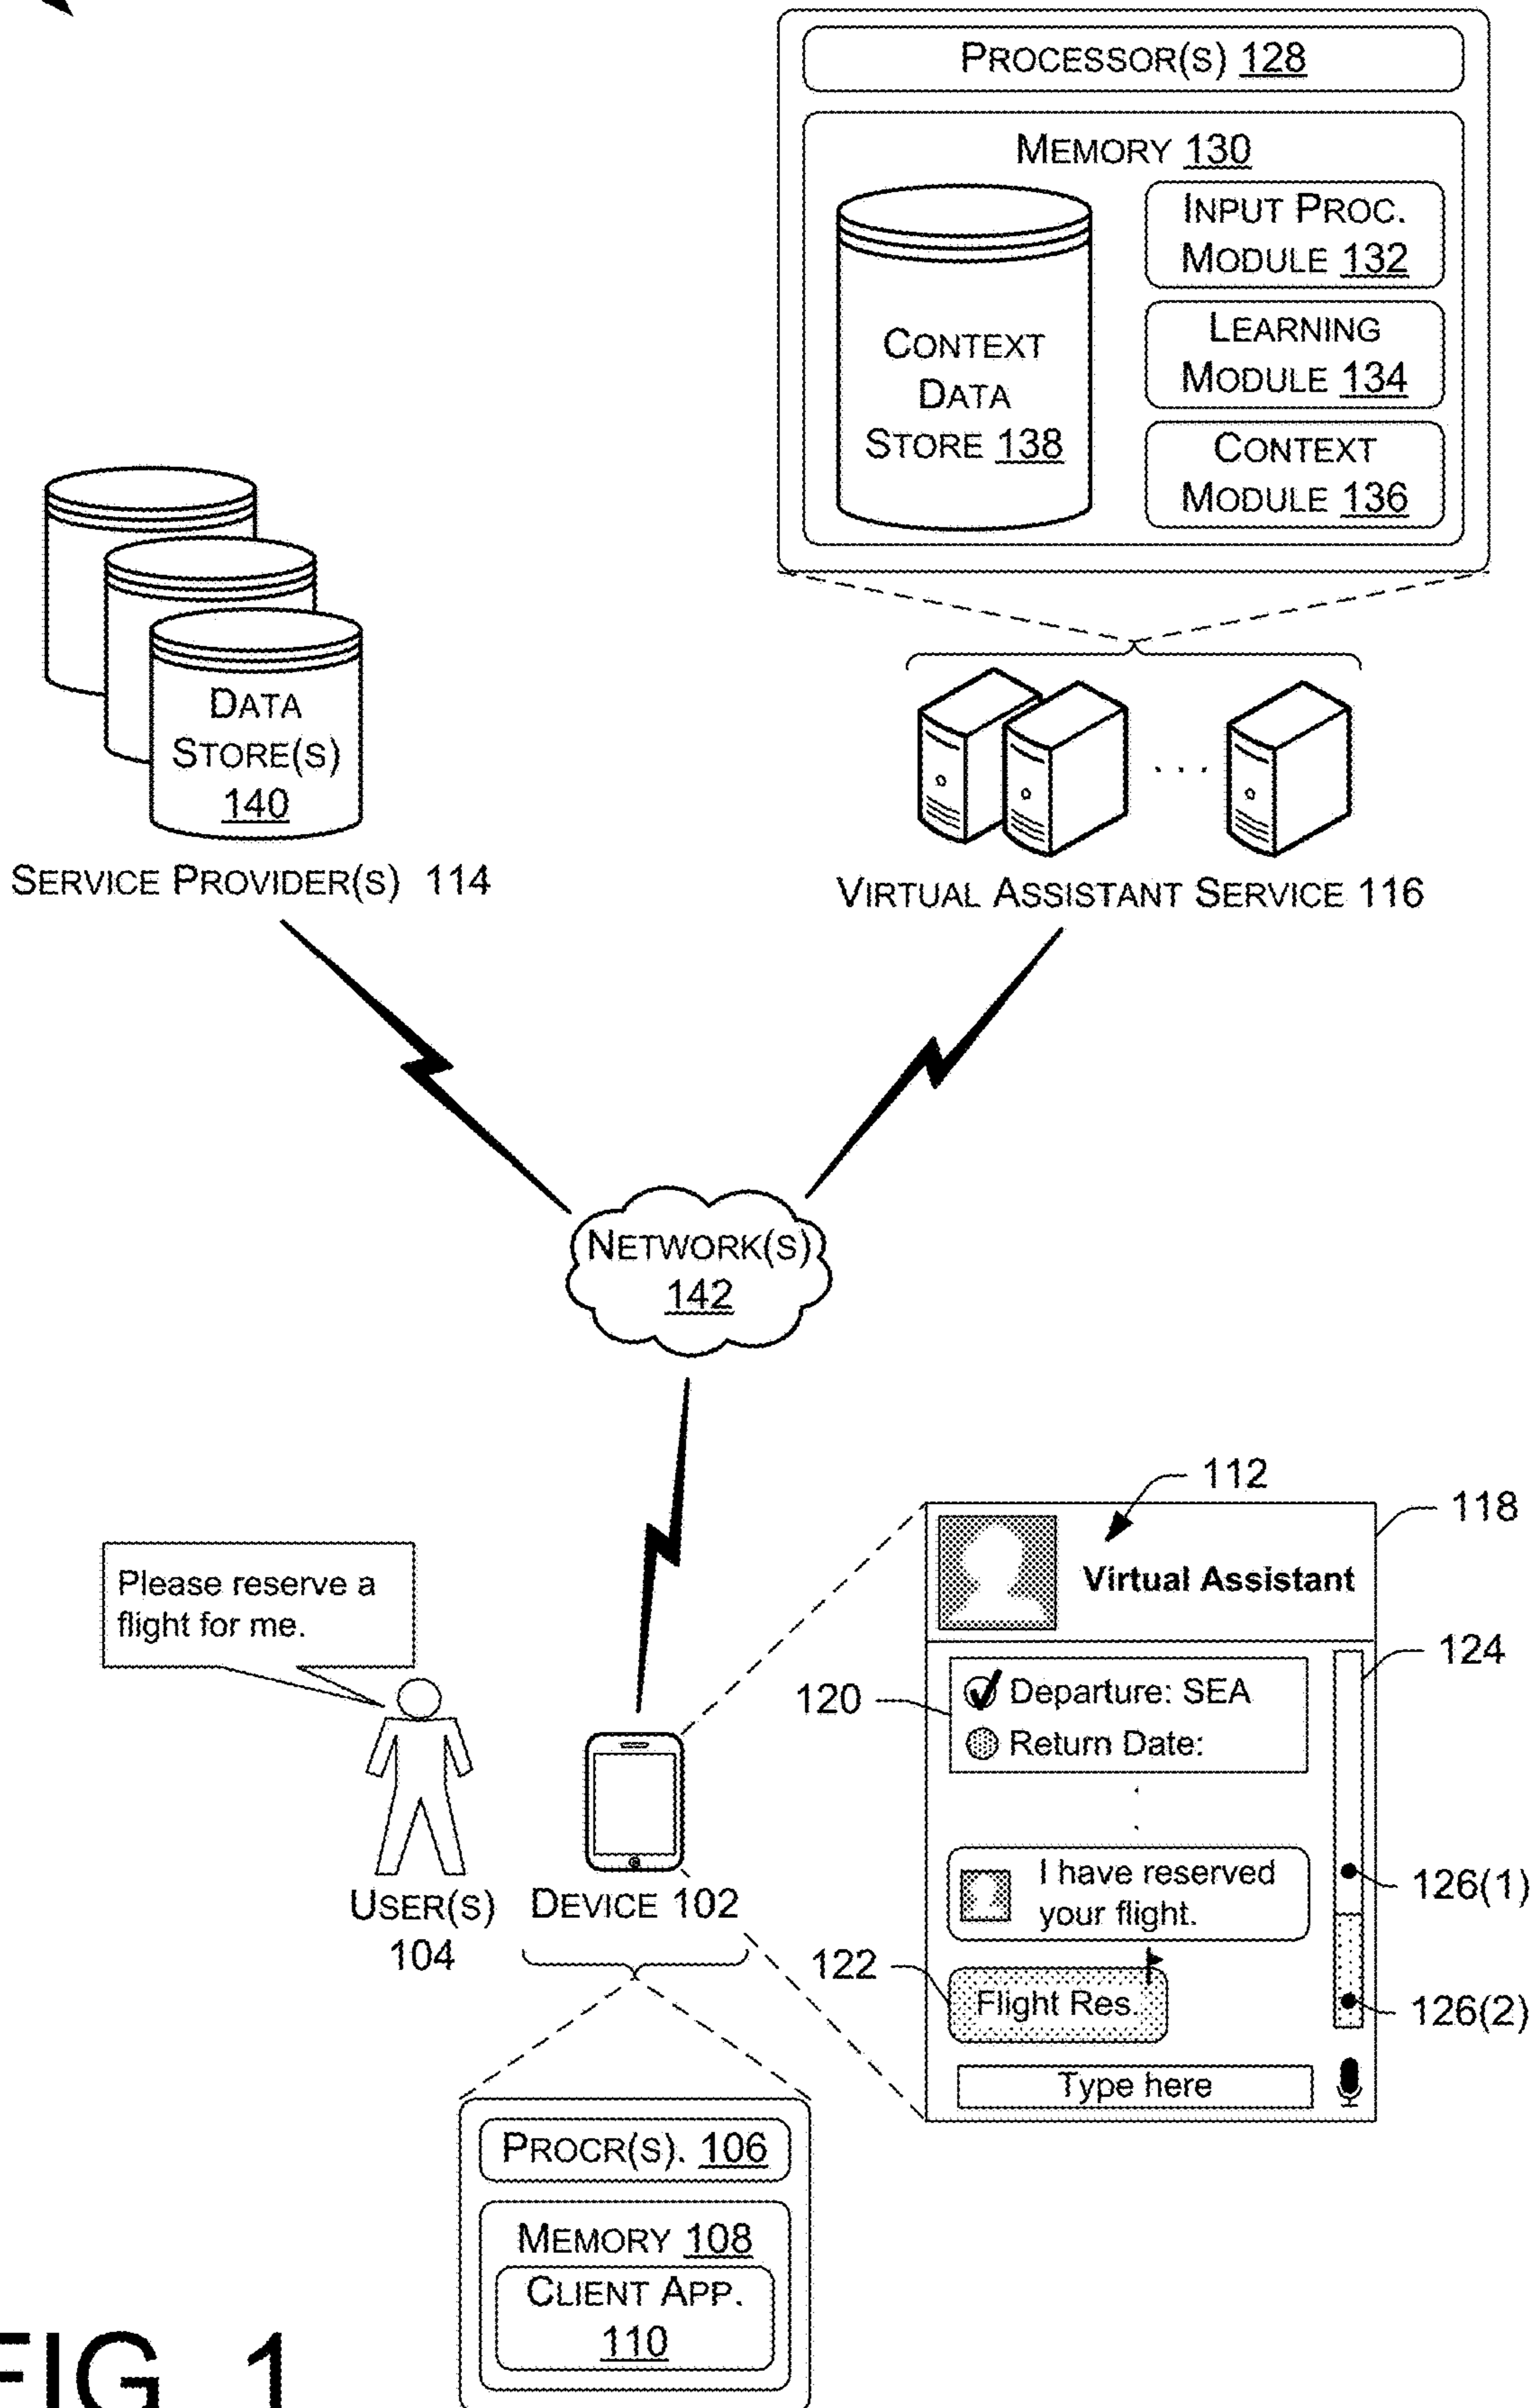 PROCESSOR(S) 128
MEMORY 130
INPUT PROC.
MODULE 132
LEARNING
MODULE 134
CONTEXT
MODULE 136
CONTEXT
DATA
STORE 138
DATA
STORE(S)
140
SERVICE PROVIDER(S) 114
VIRTUAL ASSISTANT SERVICE 116
NETWORK(S)
142
Please reserve a
flight for me.
USER(S)
104
DEVICE 102
112
118
Virtual Assistant
124
120
Departure: SEA
Return Date:
I have reserved
your flight.
126(1)
122
Flight Res.
126(2)
Type here
PROCR(S). 106
MEMORY 108
CLIENT APP.
110
FIG. 1